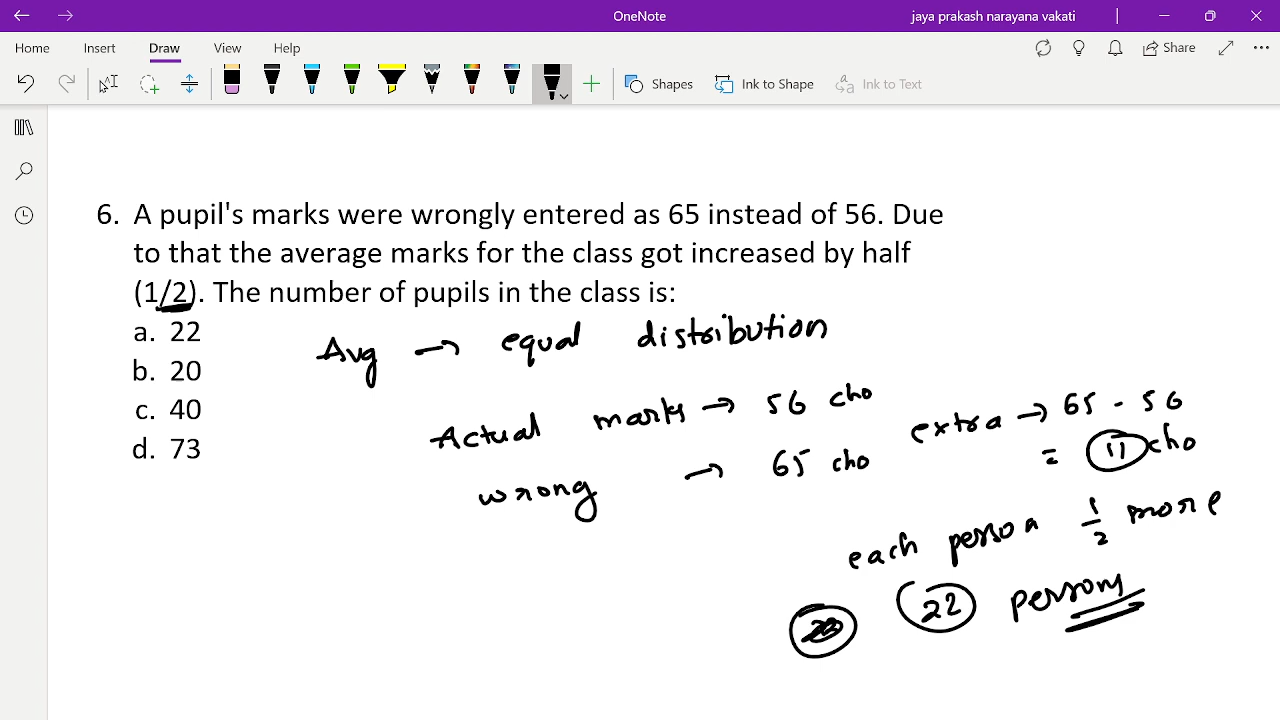 OneNote
jaya prakash narayana vakati
Home Insert Draw View Help
Share
Shapes Ink to Shape Ink to Text
6. A pupil's marks were wrongly entered as 65 instead of 56. Due
to that the average marks for the class got increased by half
(1/2). The number of pupils in the class is:
a. 22
b. 20
c. 40
d. 73
Avg → equal distribution
Actual marks → 56 cho
wrong → 65 cho
extra → 65 - 56
= 11 cho
each person 1/2 more
22 persons